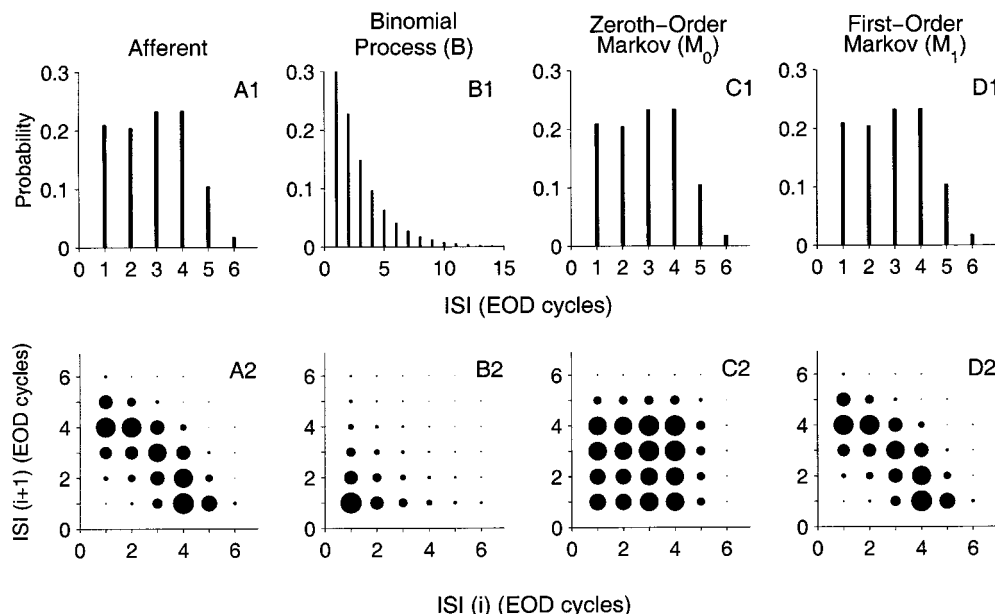 Afferent
Binomial
Process (B)
Zeroth-Order
Markov (M0)
First-Order
Markov (M1)
A1
B1
C1
D1
Probability
0.3
0.2
0.1
0
0 1 2 3 4 5 6
0.3
0.2
0.1
0
0 5 10 15
0.3
0.2
0.1
0
0 1 2 3 4 5 6
0.3
0.2
0.1
0
0 1 2 3 4 5 6
ISI (EOD cycles)
A2
B2
C2
D2
ISI (i+1) (EOD cycles)
6
4
2
0
0 2 4 6
6
4
2
0
0 2 4 6
6
4
2
0
0 2 4 6
6
4
2
0
0 2 4 6
ISI (i) (EOD cycles)